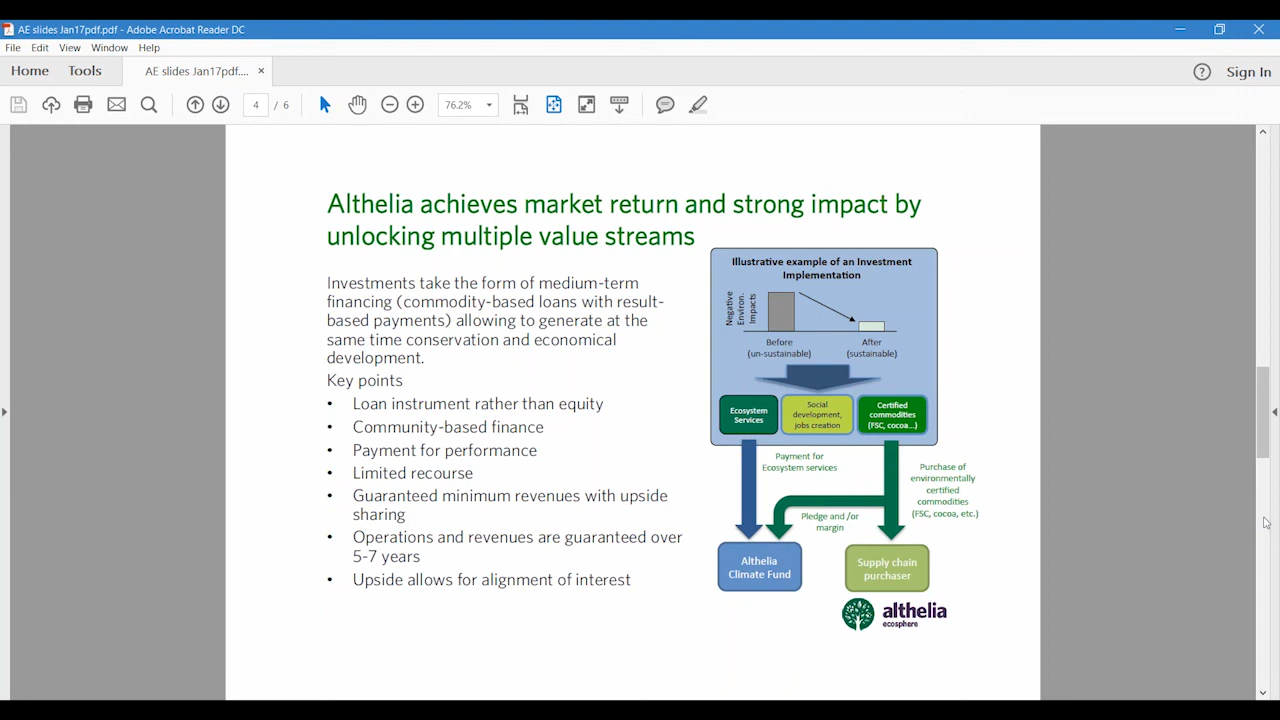 AE slides Jan17pdf.pdf - Adobe Acrobat Reader DC
File Edit View Window Help
Home Tools AE slides Jan17pdf.... × Sign In
4 / 6 76.2%
Althelia achieves market return and strong impact by
unlocking multiple value streams
Investments take the form of medium-term
financing (commodity-based loans with result-
based payments) allowing to generate at the
same time conservation and economical
development.
Key points
• Loan instrument rather than equity
• Community-based finance
• Payment for performance
• Limited recourse
• Guaranteed minimum revenues with upside
sharing
• Operations and revenues are guaranteed over
5-7 years
• Upside allows for alignment of interest
Illustrative example of an Investment
Implementation
Negative
Environ.
Impacts
Before
(un-sustainable)
After
(sustainable)
Ecosystem
Services
Social
development,
jobs creation
Certified
commodities
(FSC, cocoa...)
Payment for
Ecosystem services
Purchase of
environmentally
certified
commodities
(FSC, cocoa, etc.)
Pledge and /or
margin
Althelia
Climate Fund
Supply chain
purchaser
althelia
ecosphere